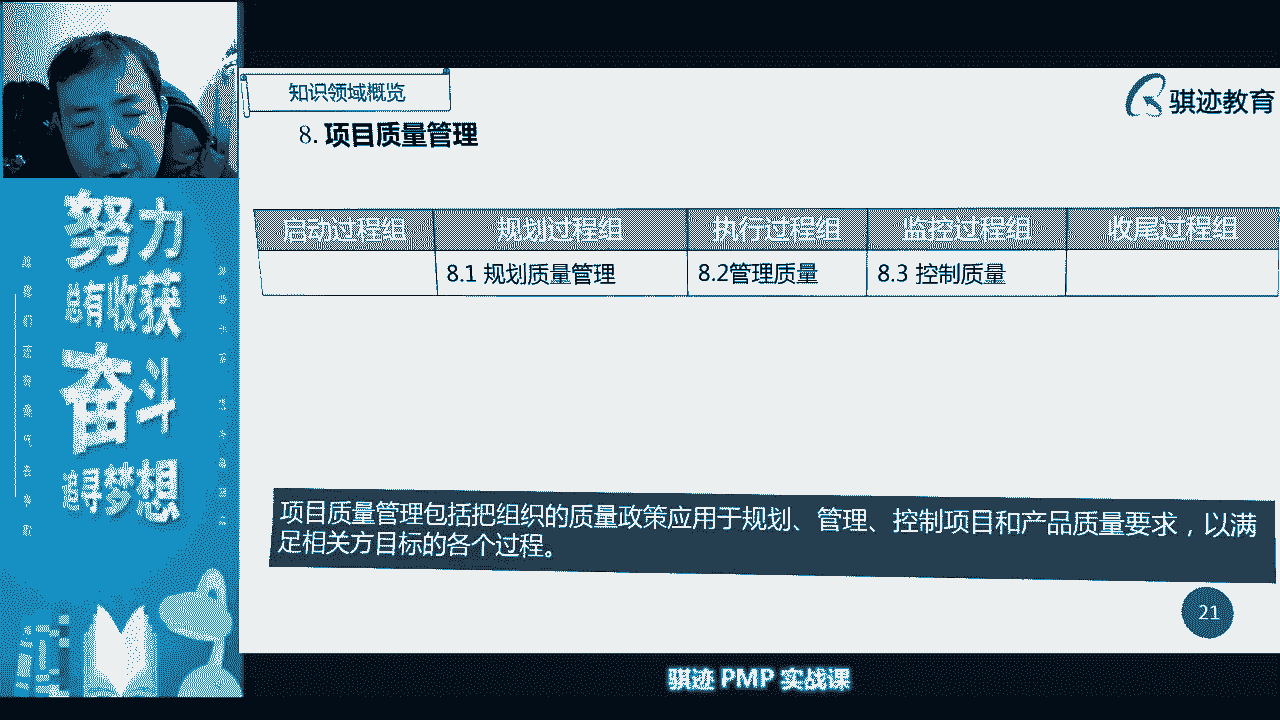 知识领域概览
骐迹教育
8. 项目质量管理
启动过程组 规划过程组 执行过程组 监控过程组 收尾过程组
8.1 规划质量管理 8.2管理质量 8.3 控制质量
项目质量管理包括把组织的质量政策应用于规划、管理、控制项目和产品质量要求，以满
足相关方目标的各个过程。
21
努力
总有收获
奋斗
追寻梦想
骐迹 PMP 实战课